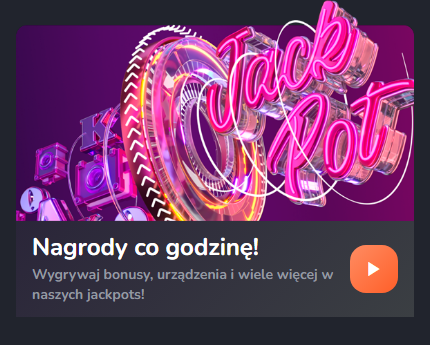 Jack
Pot
Nagrody co godzinę!
Wygrywaj bonusy, urządzenia i wiele więcej w
naszych jackpots!